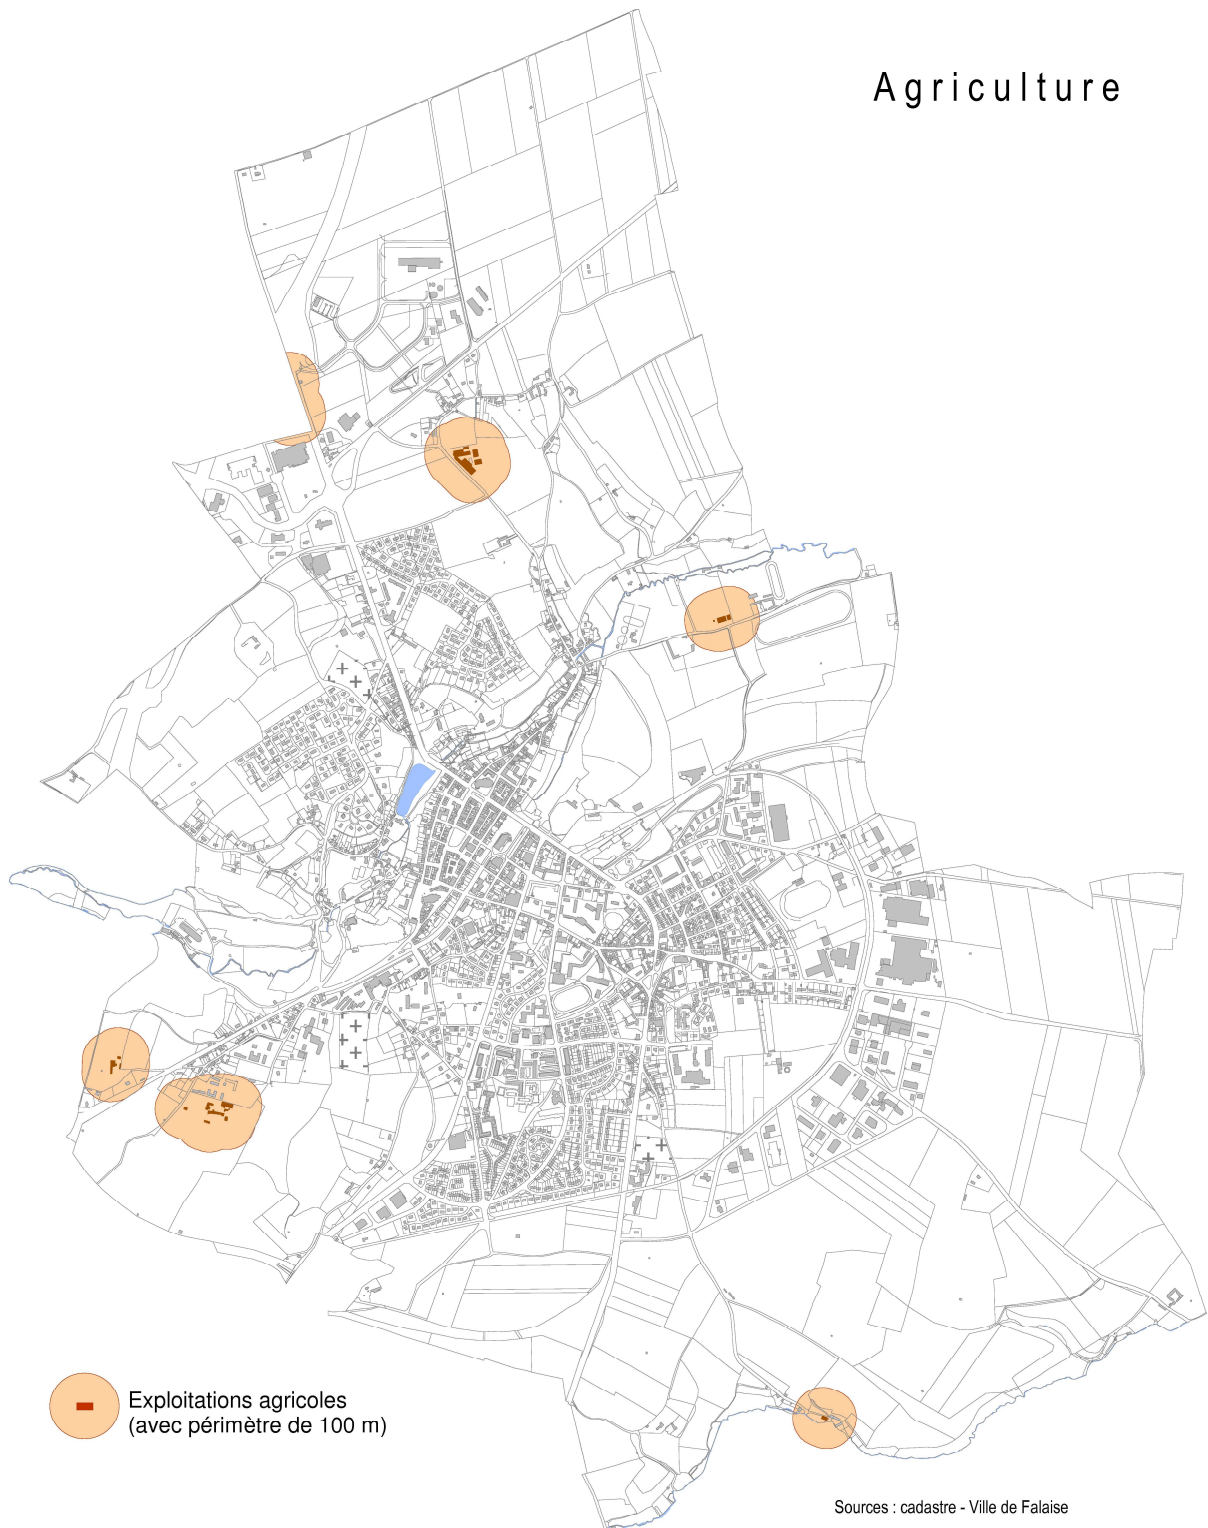 Agriculture
Exploitations agricoles
(avec périmètre de 100 m)
Sources : cadastre - Ville de Falaise